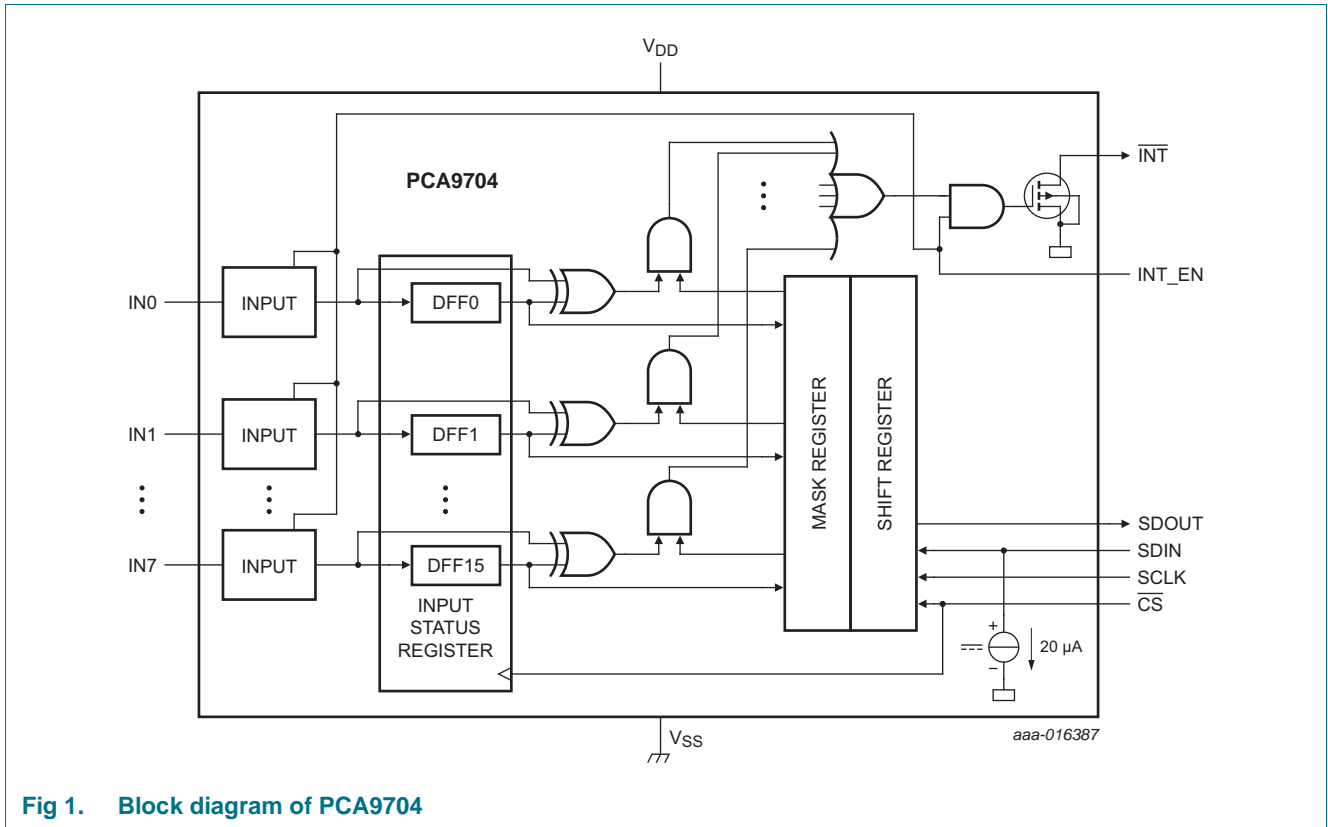 VDD
PCA9704
INT
INT_EN
IN0
INPUT
DFF0
IN1
INPUT
DFF1
IN7
INPUT
DFF15
INPUT
STATUS
REGISTER
MASK REGISTER
SHIFT REGISTER
SDOUT
SDIN
SCLK
CS
+
20 µA
−
VSS
aaa-016387
Fig 1. Block diagram of PCA9704